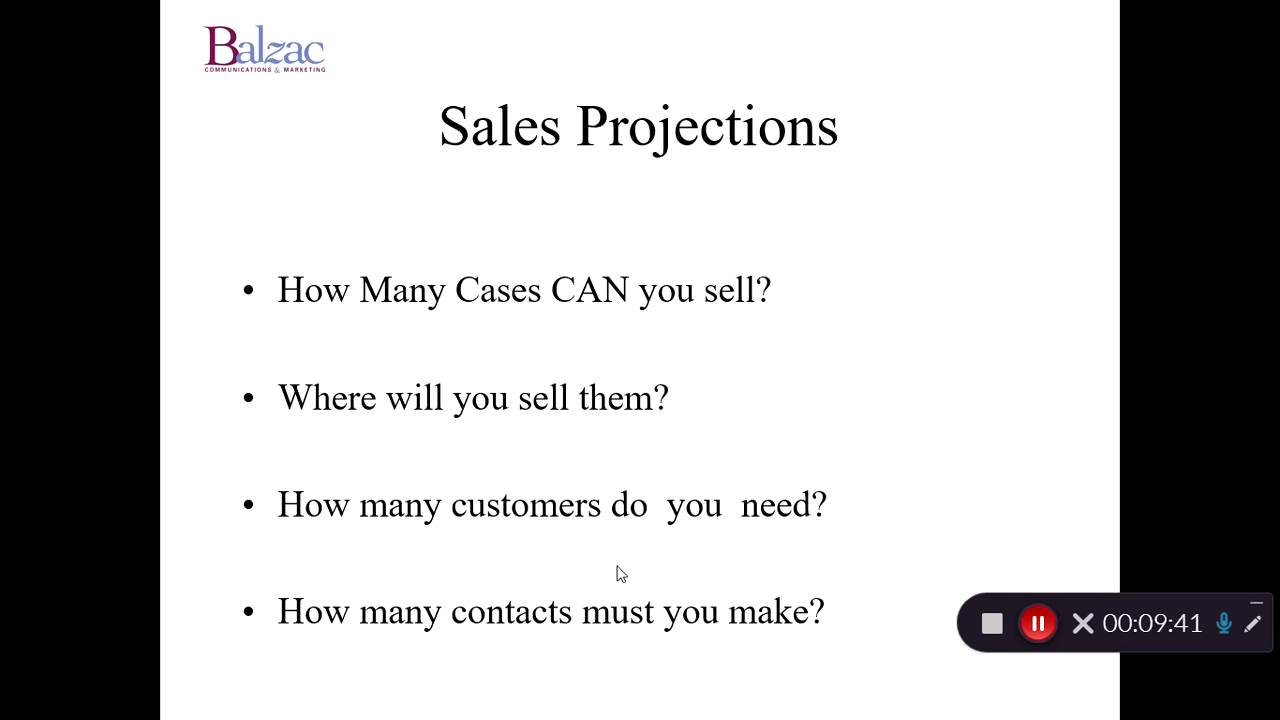 Balzac
COMMUNICATIONS & MARKETING
Sales Projections
• How Many Cases CAN you sell?
• Where will you sell them?
• How many customers do  you  need?
• How many contacts must you make?
00:09:41